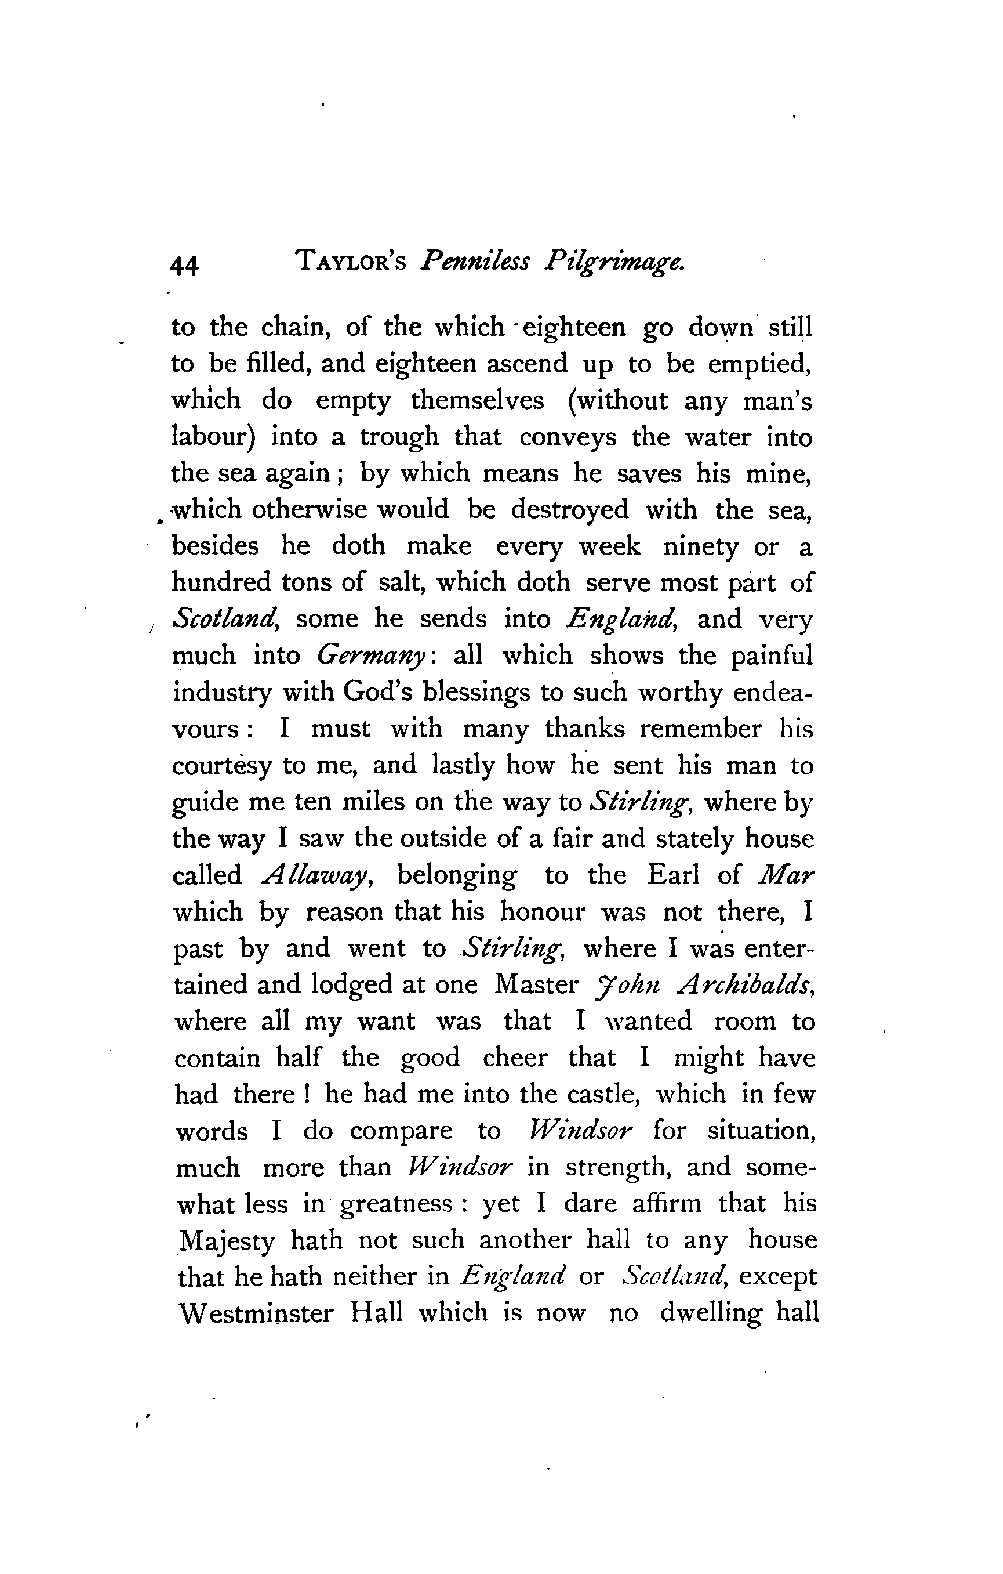 44 TAYLOR'S Penniless Pilgrimage.
to the chain, of the which eighteen go down still
to be filled, and eighteen ascend up to be emptied,
which do empty themselves (without any man's
labour) into a trough that conveys the water into
the sea again ; by which means he saves his mine,
which otherwise would be destroyed with the sea,
besides he doth make every week ninety or a
hundred tons of salt, which doth serve most part of
Scotland, some he sends into England, and very
much into Germany : all which shows the painful
industry with God's blessings to such worthy endea-
vours : I must with many thanks remember his
courtesy to me, and lastly how he sent his man to
guide me ten miles on the way to Stirling, where by
the way I saw the outside of a fair and stately house
called Allaway, belonging to the Earl of Mar
which by reason that his honour was not there, I
past by and went to Stirling, where I was enter-
tained and lodged at one Master John Archibalds,
where all my want was that I wanted room to
contain half the good cheer that I might have
had there ! he had me into the castle, which in few
words I do compare to Windsor for situation,
much more than Windsor in strength, and some-
what less in greatness : yet I dare affirm that his
Majesty hath not such another hall to any house
that he hath neither in England or Scotland, except
Westminster Hall which is now no dwelling hall